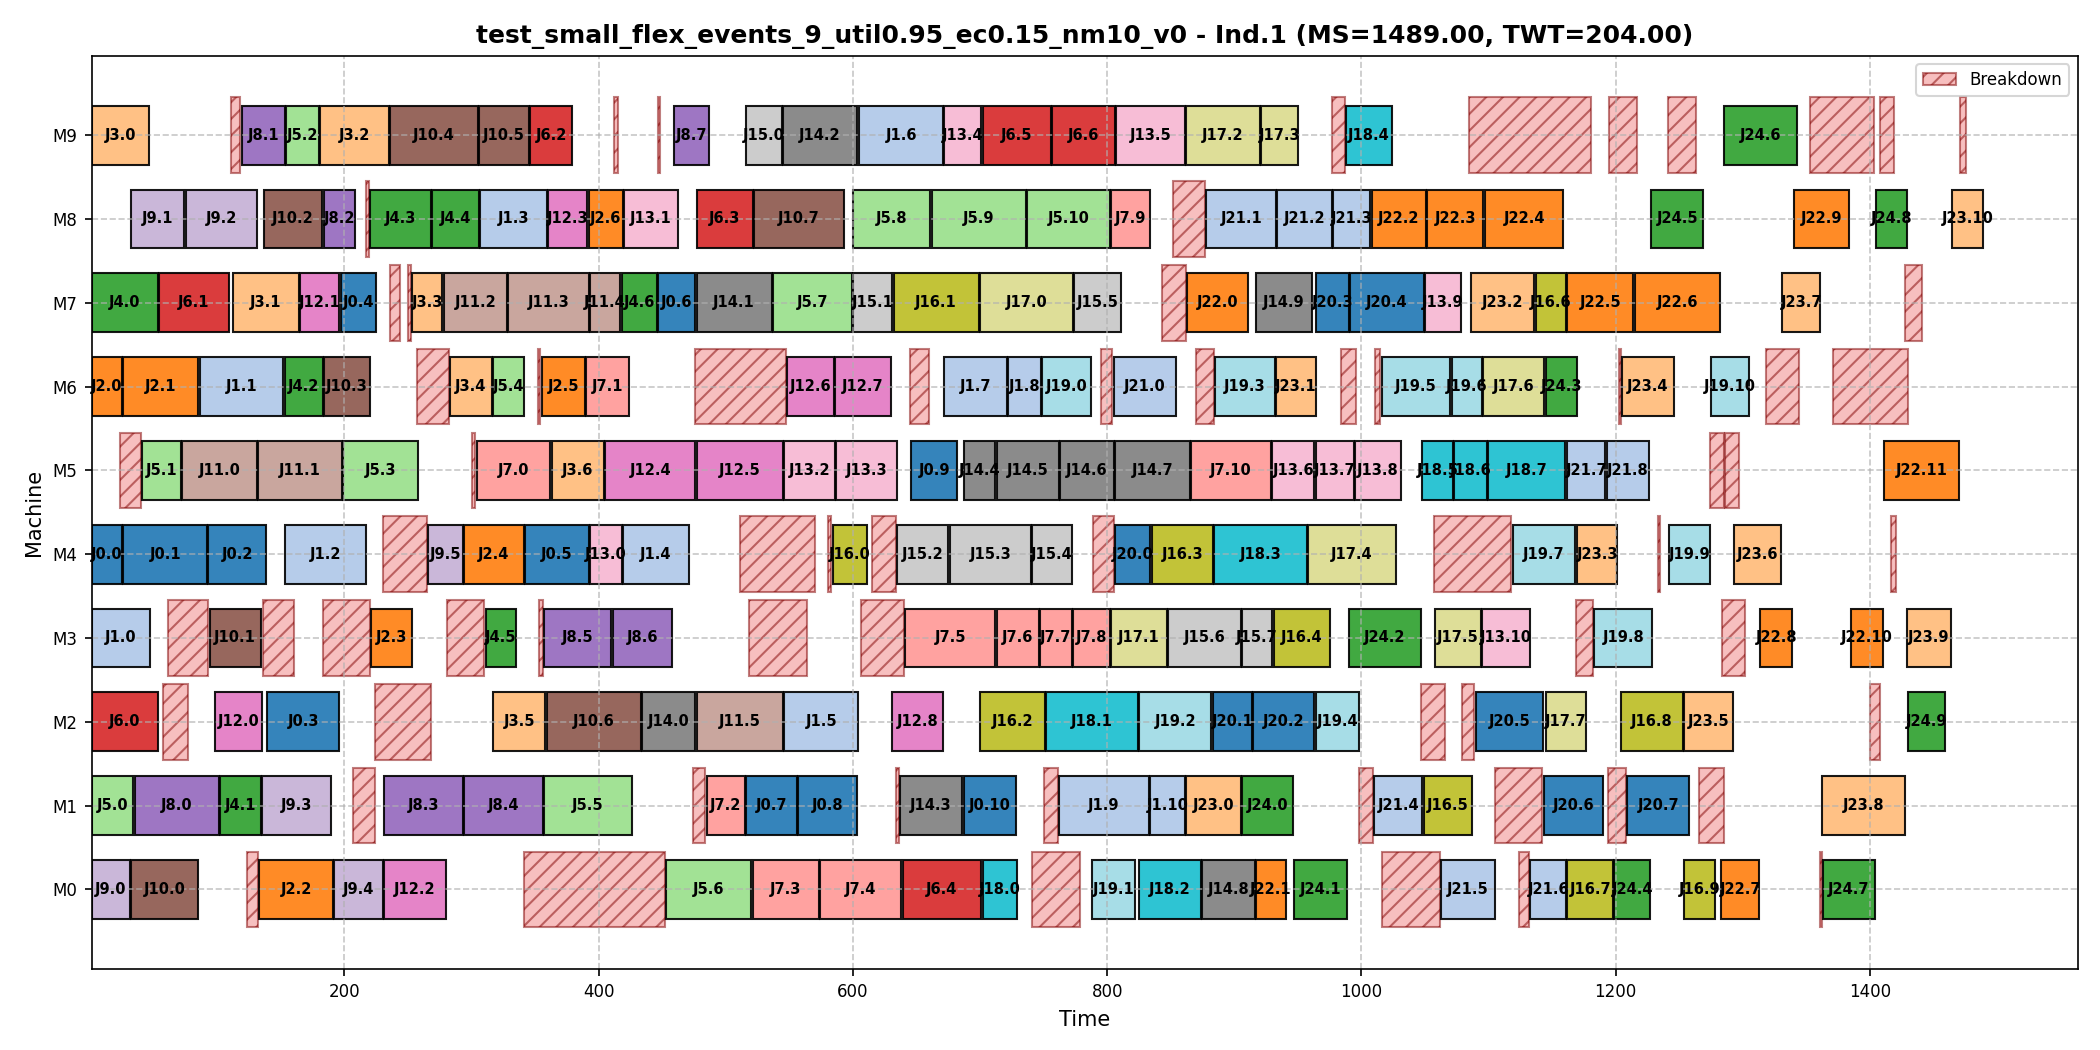 test_small_flex_events_9_util0.95_ec0.15_nm10_v0 - Ind.1 (MS=1489.00, TWT=204.00)
Breakdown
M9 J3.0 J8.1 J5.2 J3.2 J10.4 J10.5 J6.2 J8.7 J15.0 J14.2 J1.6 J13.4 J6.5 J6.6 J13.5 J17.2 J17.3 J18.4 J24.6
M8 J9.1 J9.2 J10.2 J8.2 J4.3 J4.4 J1.3 J12.3 J2.6 J13.1 J6.3 J10.7 J5.8 J5.9 J5.10 J7.9 J21.1 J21.2 J21.3 J22.2 J22.3 J22.4 J24.5 J22.9 J24.8 J23.10
M7 J4.0 J6.1 J3.1 J12.1 J0.4 J3.3 J11.2 J11.3 J11.4 J4.6 J0.6 J14.1 J5.7 J15.1 J16.1 J17.0 J15.5 J22.0 J14.9 J20.3 J20.4 J13.9 J23.2 J16.6 J22.5 J22.6 J23.7
M6 J2.0 J2.1 J1.1 J4.2 J10.3 J3.4 J5.4 J2.5 J7.1 J12.6 J12.7 J1.7 J1.8 J19.0 J21.0 J19.3 J23.1 J19.5 J19.6 J17.6 J24.3 J23.4 J19.10
M5 J5.1 J11.0 J11.1 J5.3 J7.0 J3.6 J12.4 J12.5 J13.2 J13.3 J0.9 J14.4 J14.5 J14.6 J14.7 J7.10 J13.6 J13.7 J13.8 J18.5 J18.6 J18.7 J21.7 J21.8 J22.11
Machine
M4 J0.0 J0.1 J0.2 J1.2 J9.5 J2.4 J0.5 J13.0 J1.4 J16.0 J15.2 J15.3 J15.4 J20.0 J16.3 J18.3 J17.4 J19.7 J23.3 J19.9 J23.6
M3 J1.0 J10.1 J2.3 J4.5 J8.5 J8.6 J7.5 J7.6 J7.7 J7.8 J17.1 J15.6 J15.7 J16.4 J24.2 J17.5 J13.10 J19.8 J22.8 J22.10 J23.9
M2 J6.0 J12.0 J0.3 J3.5 J10.6 J14.0 J11.5 J1.5 J12.8 J16.2 J18.1 J19.2 J20.1 J20.2 J19.4 J20.5 J17.7 J16.8 J23.5 J24.9
M1 J5.0 J8.0 J4.1 J9.3 J8.3 J8.4 J5.5 J7.2 J0.7 J0.8 J14.3 J0.10 J1.9 J1.10 J23.0 J24.0 J21.4 J16.5 J20.6 J20.7 J23.8
M0 J9.0 J10.0 J2.2 J9.4 J12.2 J5.6 J7.3 J7.4 J6.4 J18.0 J19.1 J18.2 J14.8 J22.1 J24.1 J21.5 J21.6 J16.7 J24.4 J16.9 J22.7 J24.7
200 400 600 800 1000 1200 1400
Time